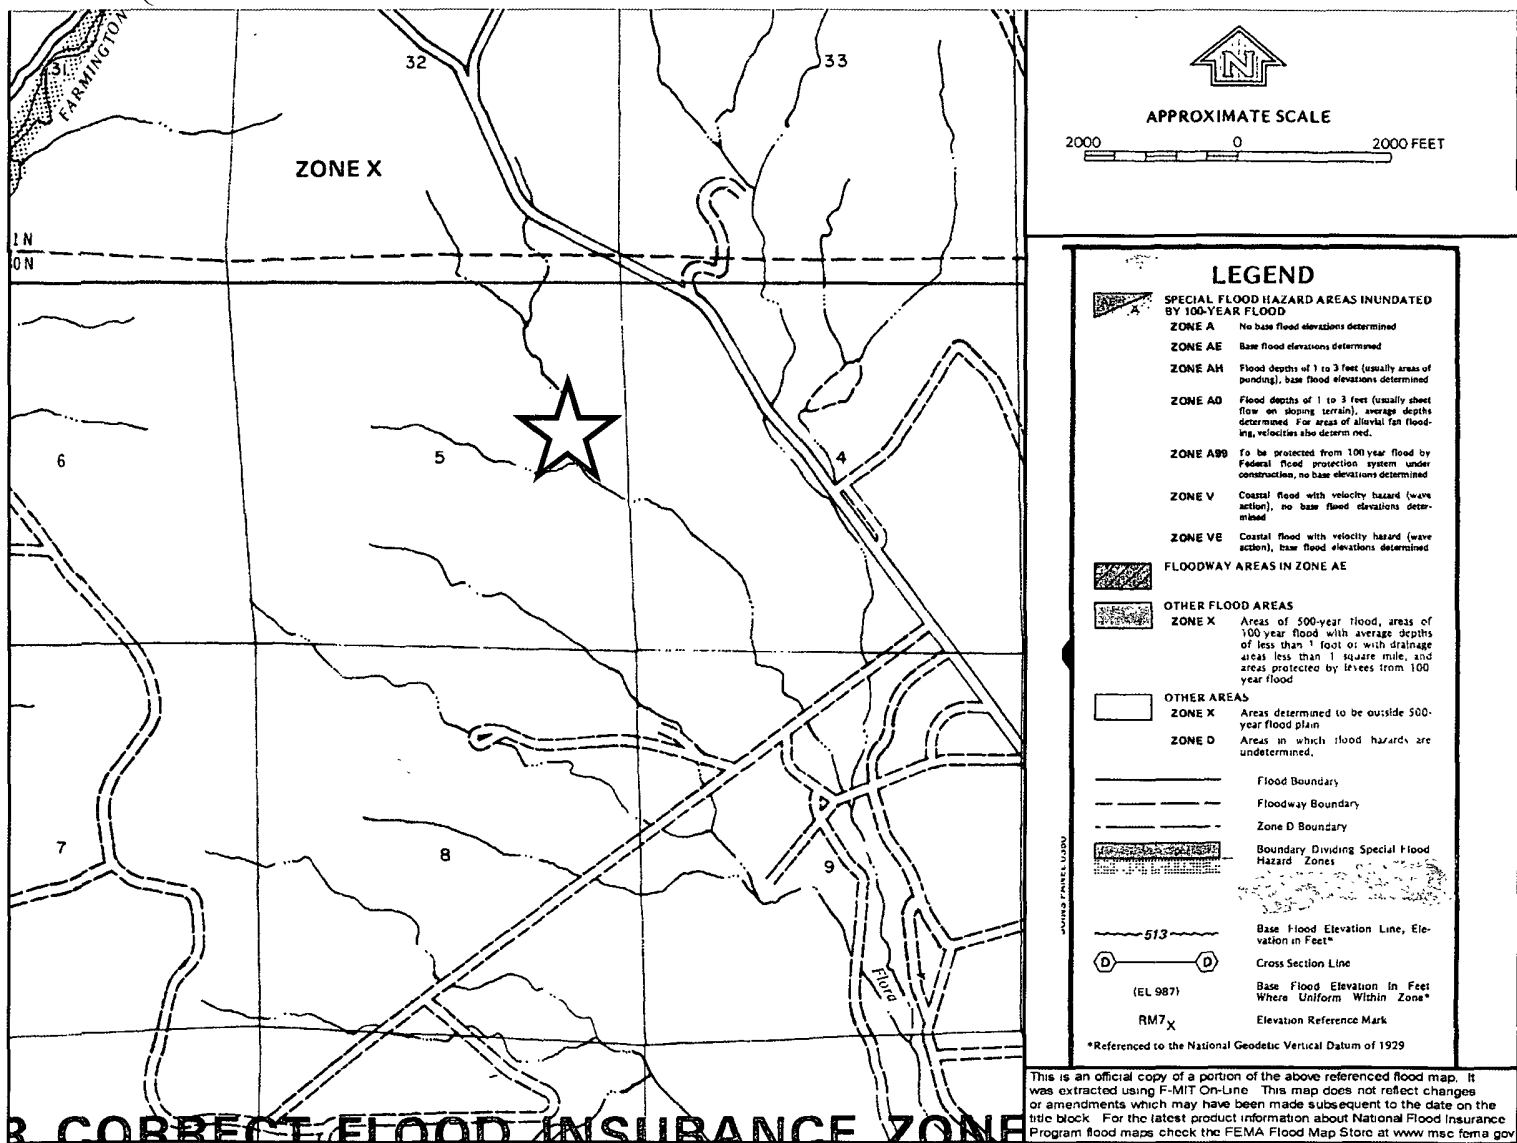 31
FARMINGTON
32
33
ZONE X
1 N
0 N
6
5
4
7
8
9
Flora
R CORRECT FLOOD INSURANCE ZONE
N
APPROXIMATE SCALE
2000 0 2000 FEET
LEGEND
SPECIAL FLOOD HAZARD AREAS INUNDATED
BY 100-YEAR FLOOD
ZONE A No base flood elevations determined
ZONE AE Base flood elevations determined
ZONE AH Flood depths of 1 to 3 feet (usually areas of
ponding), base flood elevations determined
ZONE AO Flood depths of 1 to 3 feet (usually sheet
flow on sloping terrain), average depths
determined For areas of alluvial fan flood-
ing, velocities also determined.
ZONE A99 To be protected from 100 year flood by
Federal flood protection system under
construction, no base elevations determined
ZONE V Coastal flood with velocity hazard (wave
action), no base flood elevations deter-
mined
ZONE VE Coastal flood with velocity hazard (wave
action), base flood elevations determined
FLOODWAY AREAS IN ZONE AE
OTHER FLOOD AREAS
ZONE X Areas of 500-year flood, areas of
100 year flood with average depths
of less than 1 foot or with drainage
areas less than 1 square mile, and
areas protected by levees from 100
year flood
OTHER AREAS
ZONE X Areas determined to be outside 500-
year flood plain
ZONE D Areas in which flood hazards are
undetermined.
Flood Boundary
Floodway Boundary
Zone D Boundary
Boundary Dividing Special Flood
Hazard Zones
513 Base Flood Elevation Line, Ele-
vation in Feet*
D D Cross Section Line
(EL 987) Base Flood Elevation In Feet
Where Uniform Within Zone*
RM7X Elevation Reference Mark
*Referenced to the National Geodetic Vertical Datum of 1929
JOINS PANEL
This is an official copy of a portion of the above referenced flood map. It
was extracted using F-MIT On-Line This map does not reflect changes
or amendments which may have been made subsequent to the date on the
title block For the latest product information about National Flood Insurance
Program flood maps check the FEMA Flood Map Store at www msc fema gov